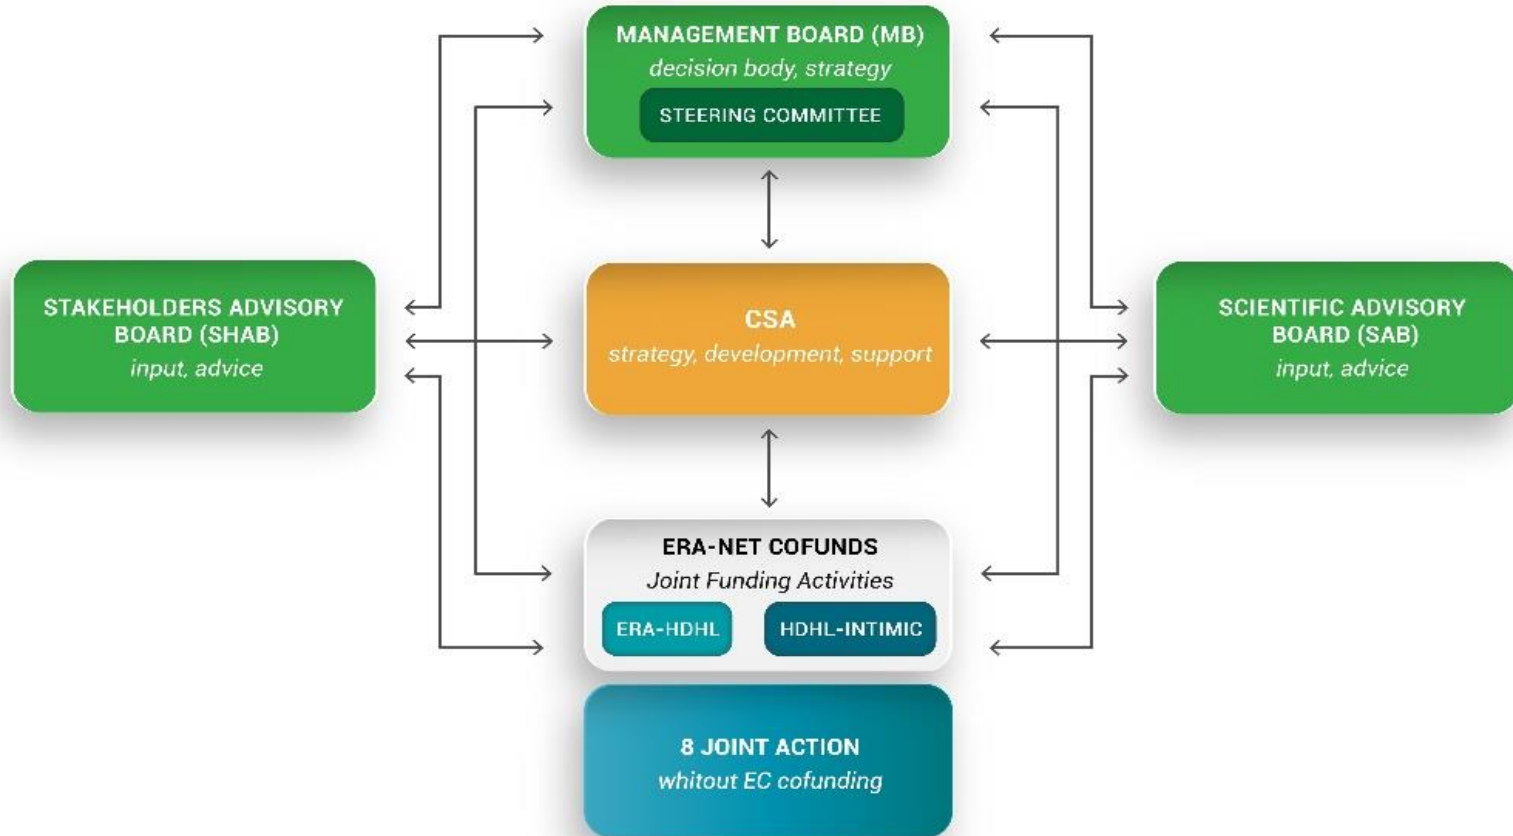 MANAGEMENT BOARD (MB)
decision body, strategy
STEERING COMMITTEE
STAKEHOLDERS ADVISORY
BOARD (SHAB)
input, advice
CSA
strategy, development, support
SCIENTIFIC ADVISORY
BOARD (SAB)
input, advice
ERA-NET COFUNDS
Joint Funding Activities
ERA-HDHL
HDHL-INTIMIC
8 JOINT ACTION
whitout EC cofunding